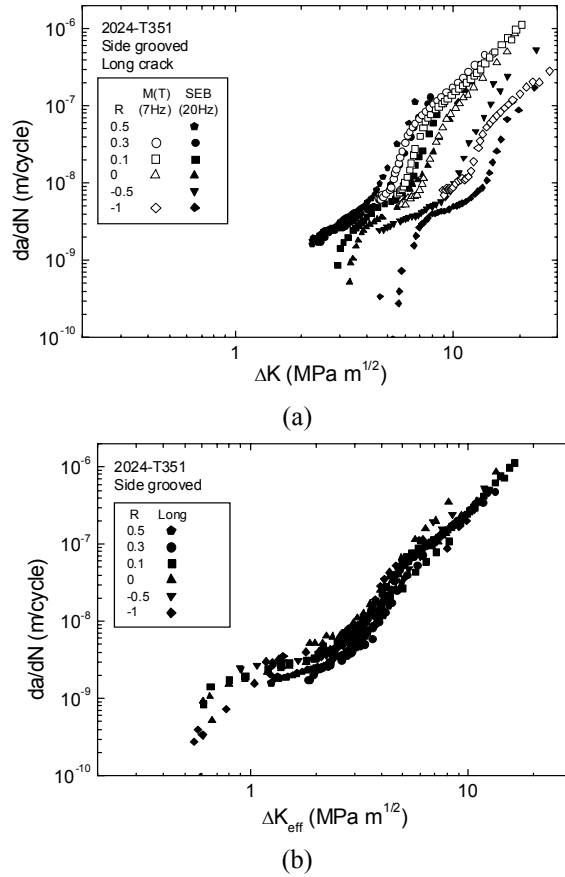 2024-T351
Side grooved
Long crack
R M(T) SEB
(7Hz) (20Hz)
0.5
0.3
0.1
0
-0.5
-1
da/dN (m/cycle)
10⁻⁶
10⁻⁷
10⁻⁸
10⁻⁹
10⁻¹⁰
1 10
ΔK (MPa m^1/2)
(a)
2024-T351
Side grooved
R Long
0.5
0.3
0.1
0
-0.5
-1
da/dN (m/cycle)
10⁻⁶
10⁻⁷
10⁻⁸
10⁻⁹
10⁻¹⁰
1 10
ΔK_eff (MPa m^1/2)
(b)